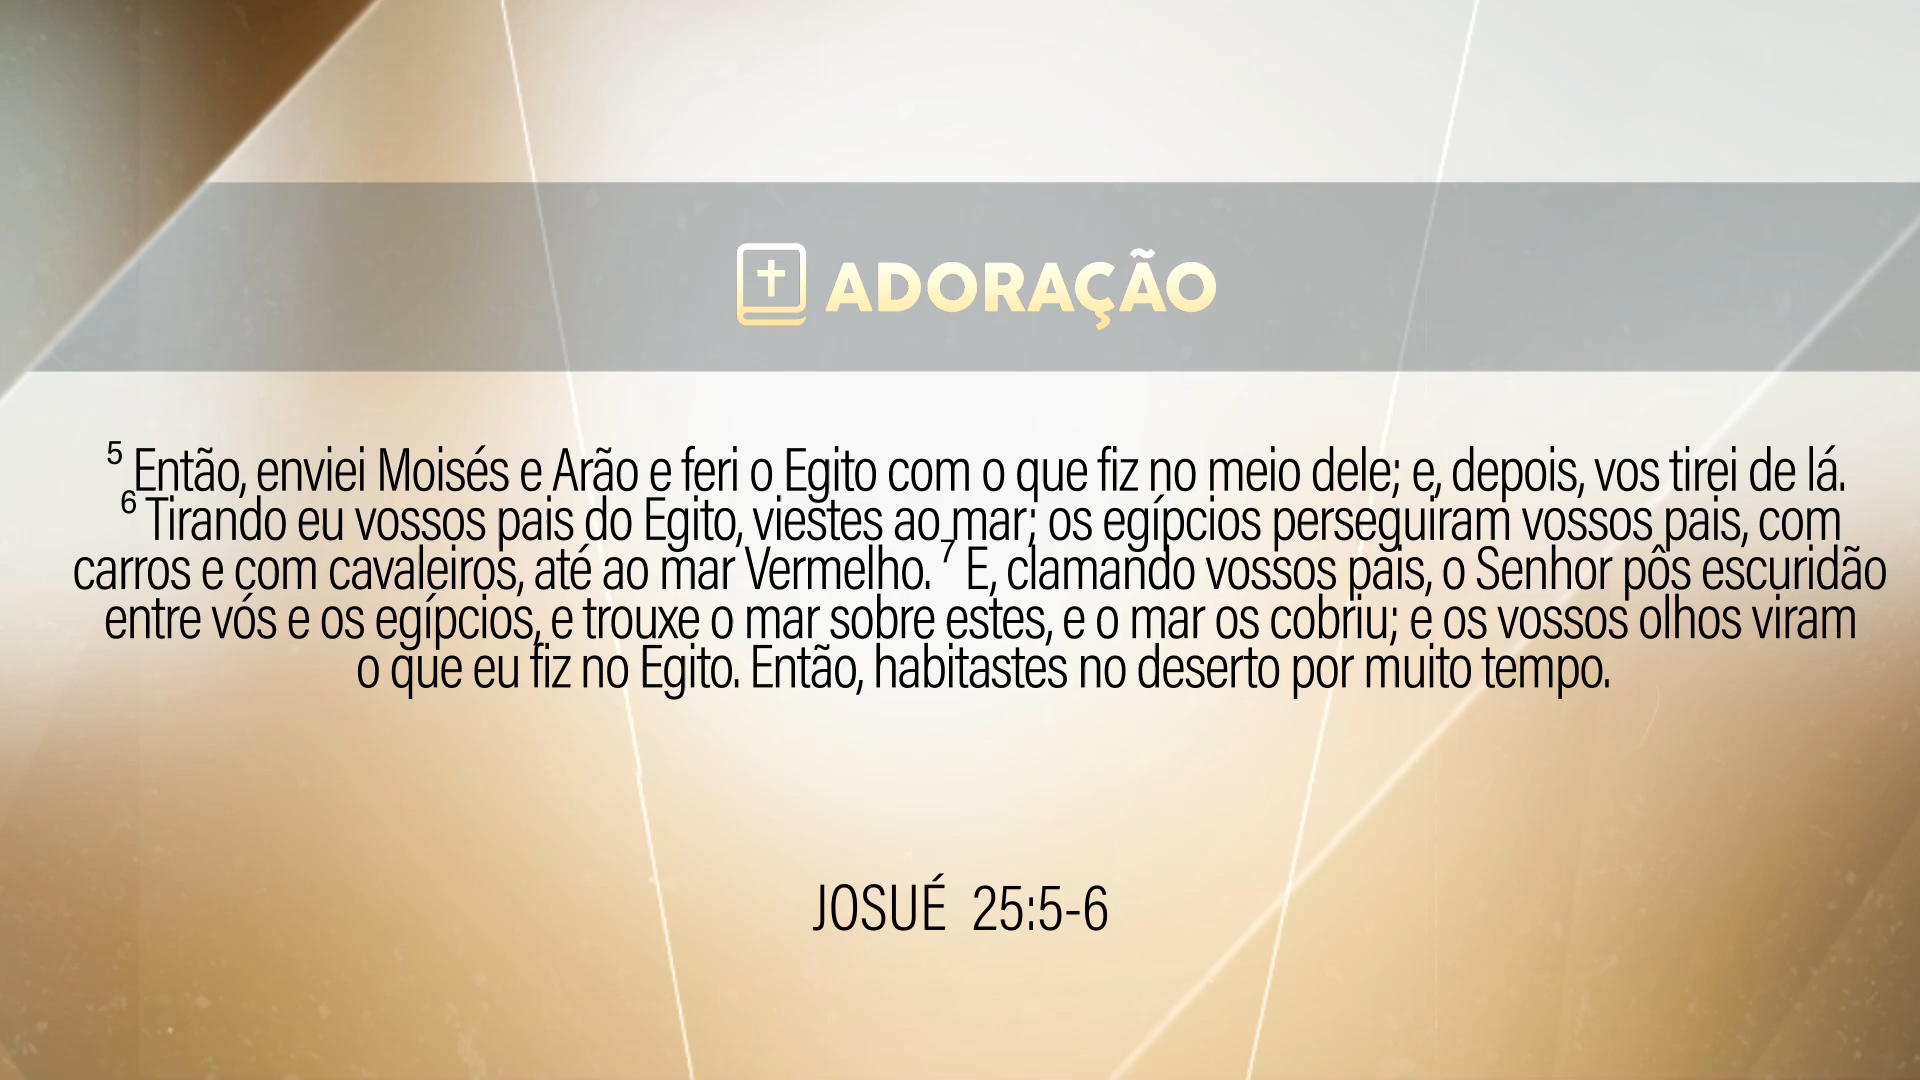 ADORAÇÃO
5 Então, enviei Moisés e Arão e feri o Egito com o que fiz no meio dele; e, depois, vos tirei de lá.
6 Tirando eu vossos pais do Egito, viestes ao mar; os egípcios perseguiram vossos pais, com
carros e com cavaleiros, até ao mar Vermelho. 7 E, clamando vossos pais, o Senhor pôs escuridão
entre vós e os egípcios, e trouxe o mar sobre estes, e o mar os cobriu; e os vossos olhos viram
o que eu fiz no Egito. Então, habitastes no deserto por muito tempo.
JOSUÉ 25:5-6